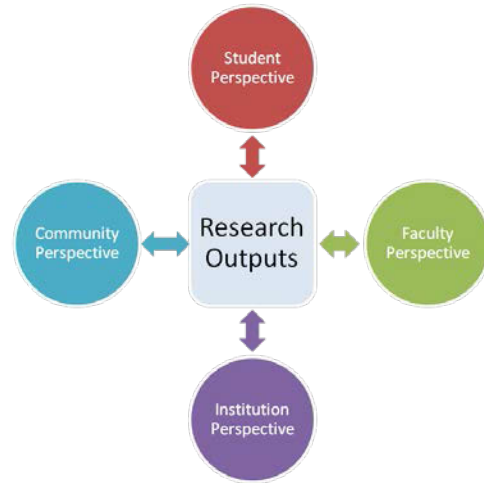 Student
Perspective
Community
Perspective
Research
Outputs
Faculty
Perspective
Institution
Perspective